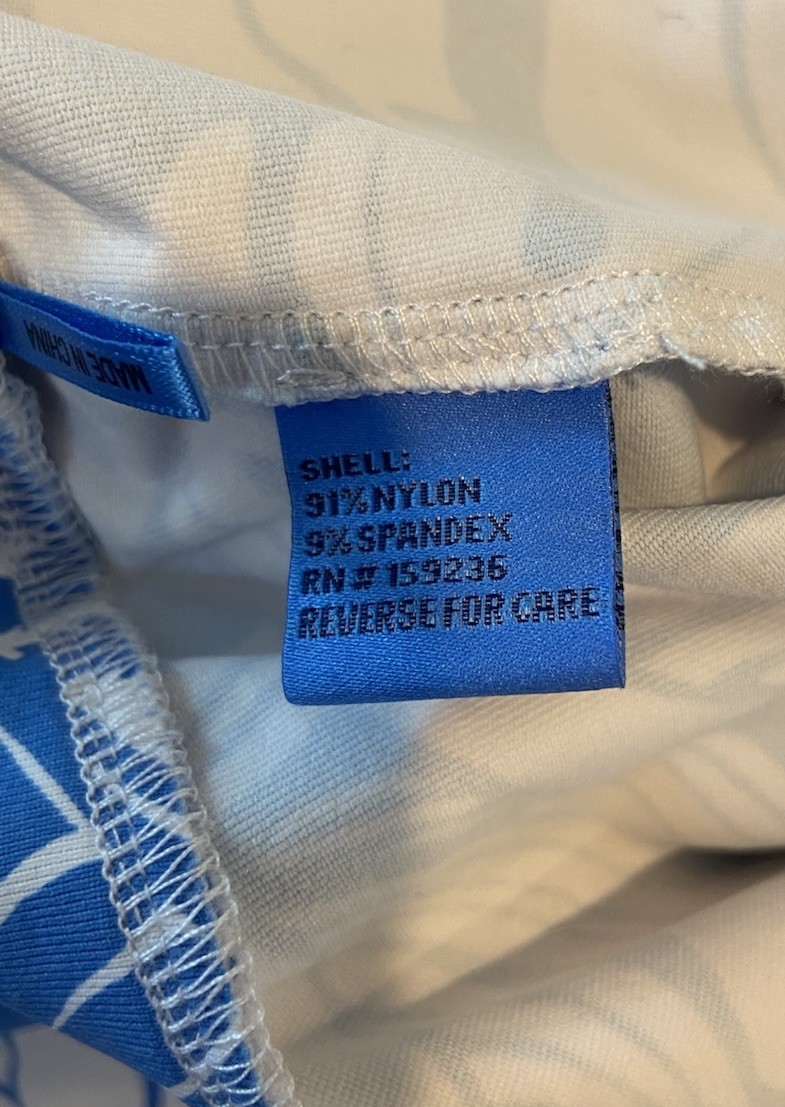 MADE IN CHINA
SHELL:
91% NYLON
9% SPANDEX
RN# 159236
REVERSE FOR CARE